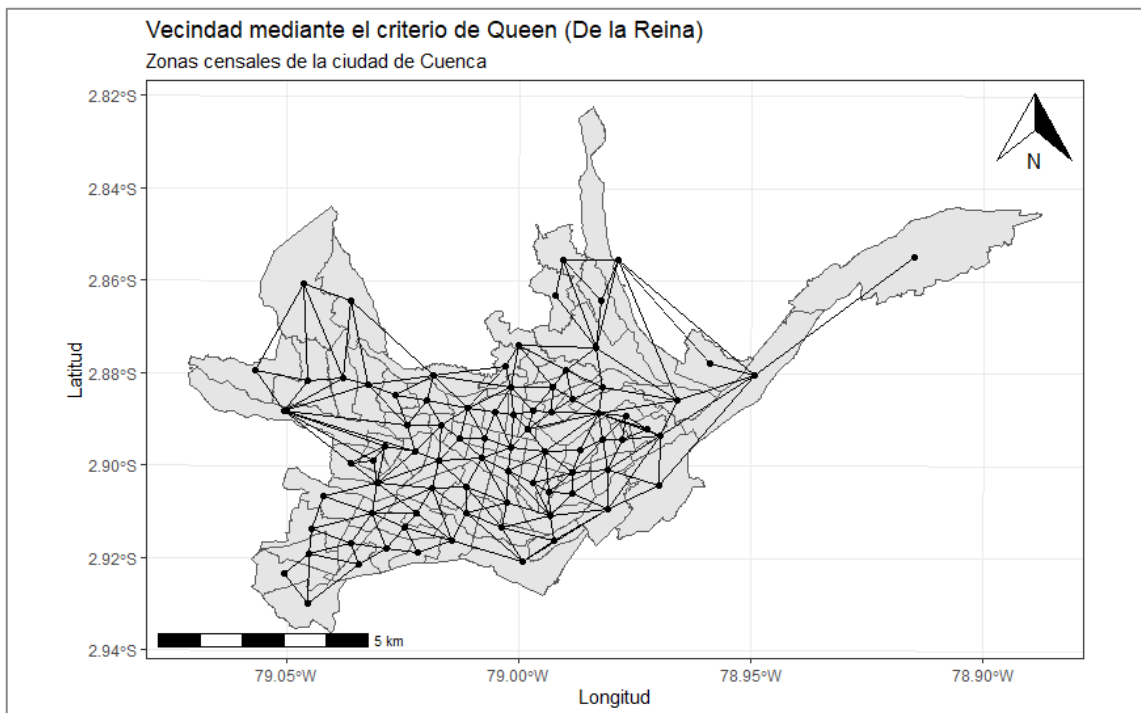 Vecindad mediante el criterio de Queen (De la Reina)
Zonas censales de la ciudad de Cuenca
2.82°S
2.84°S
2.86°S
2.88°S
2.90°S
2.92°S
2.94°S
Latitud
N
5 km
79.05°W
79.00°W
78.95°W
78.90°W
Longitud